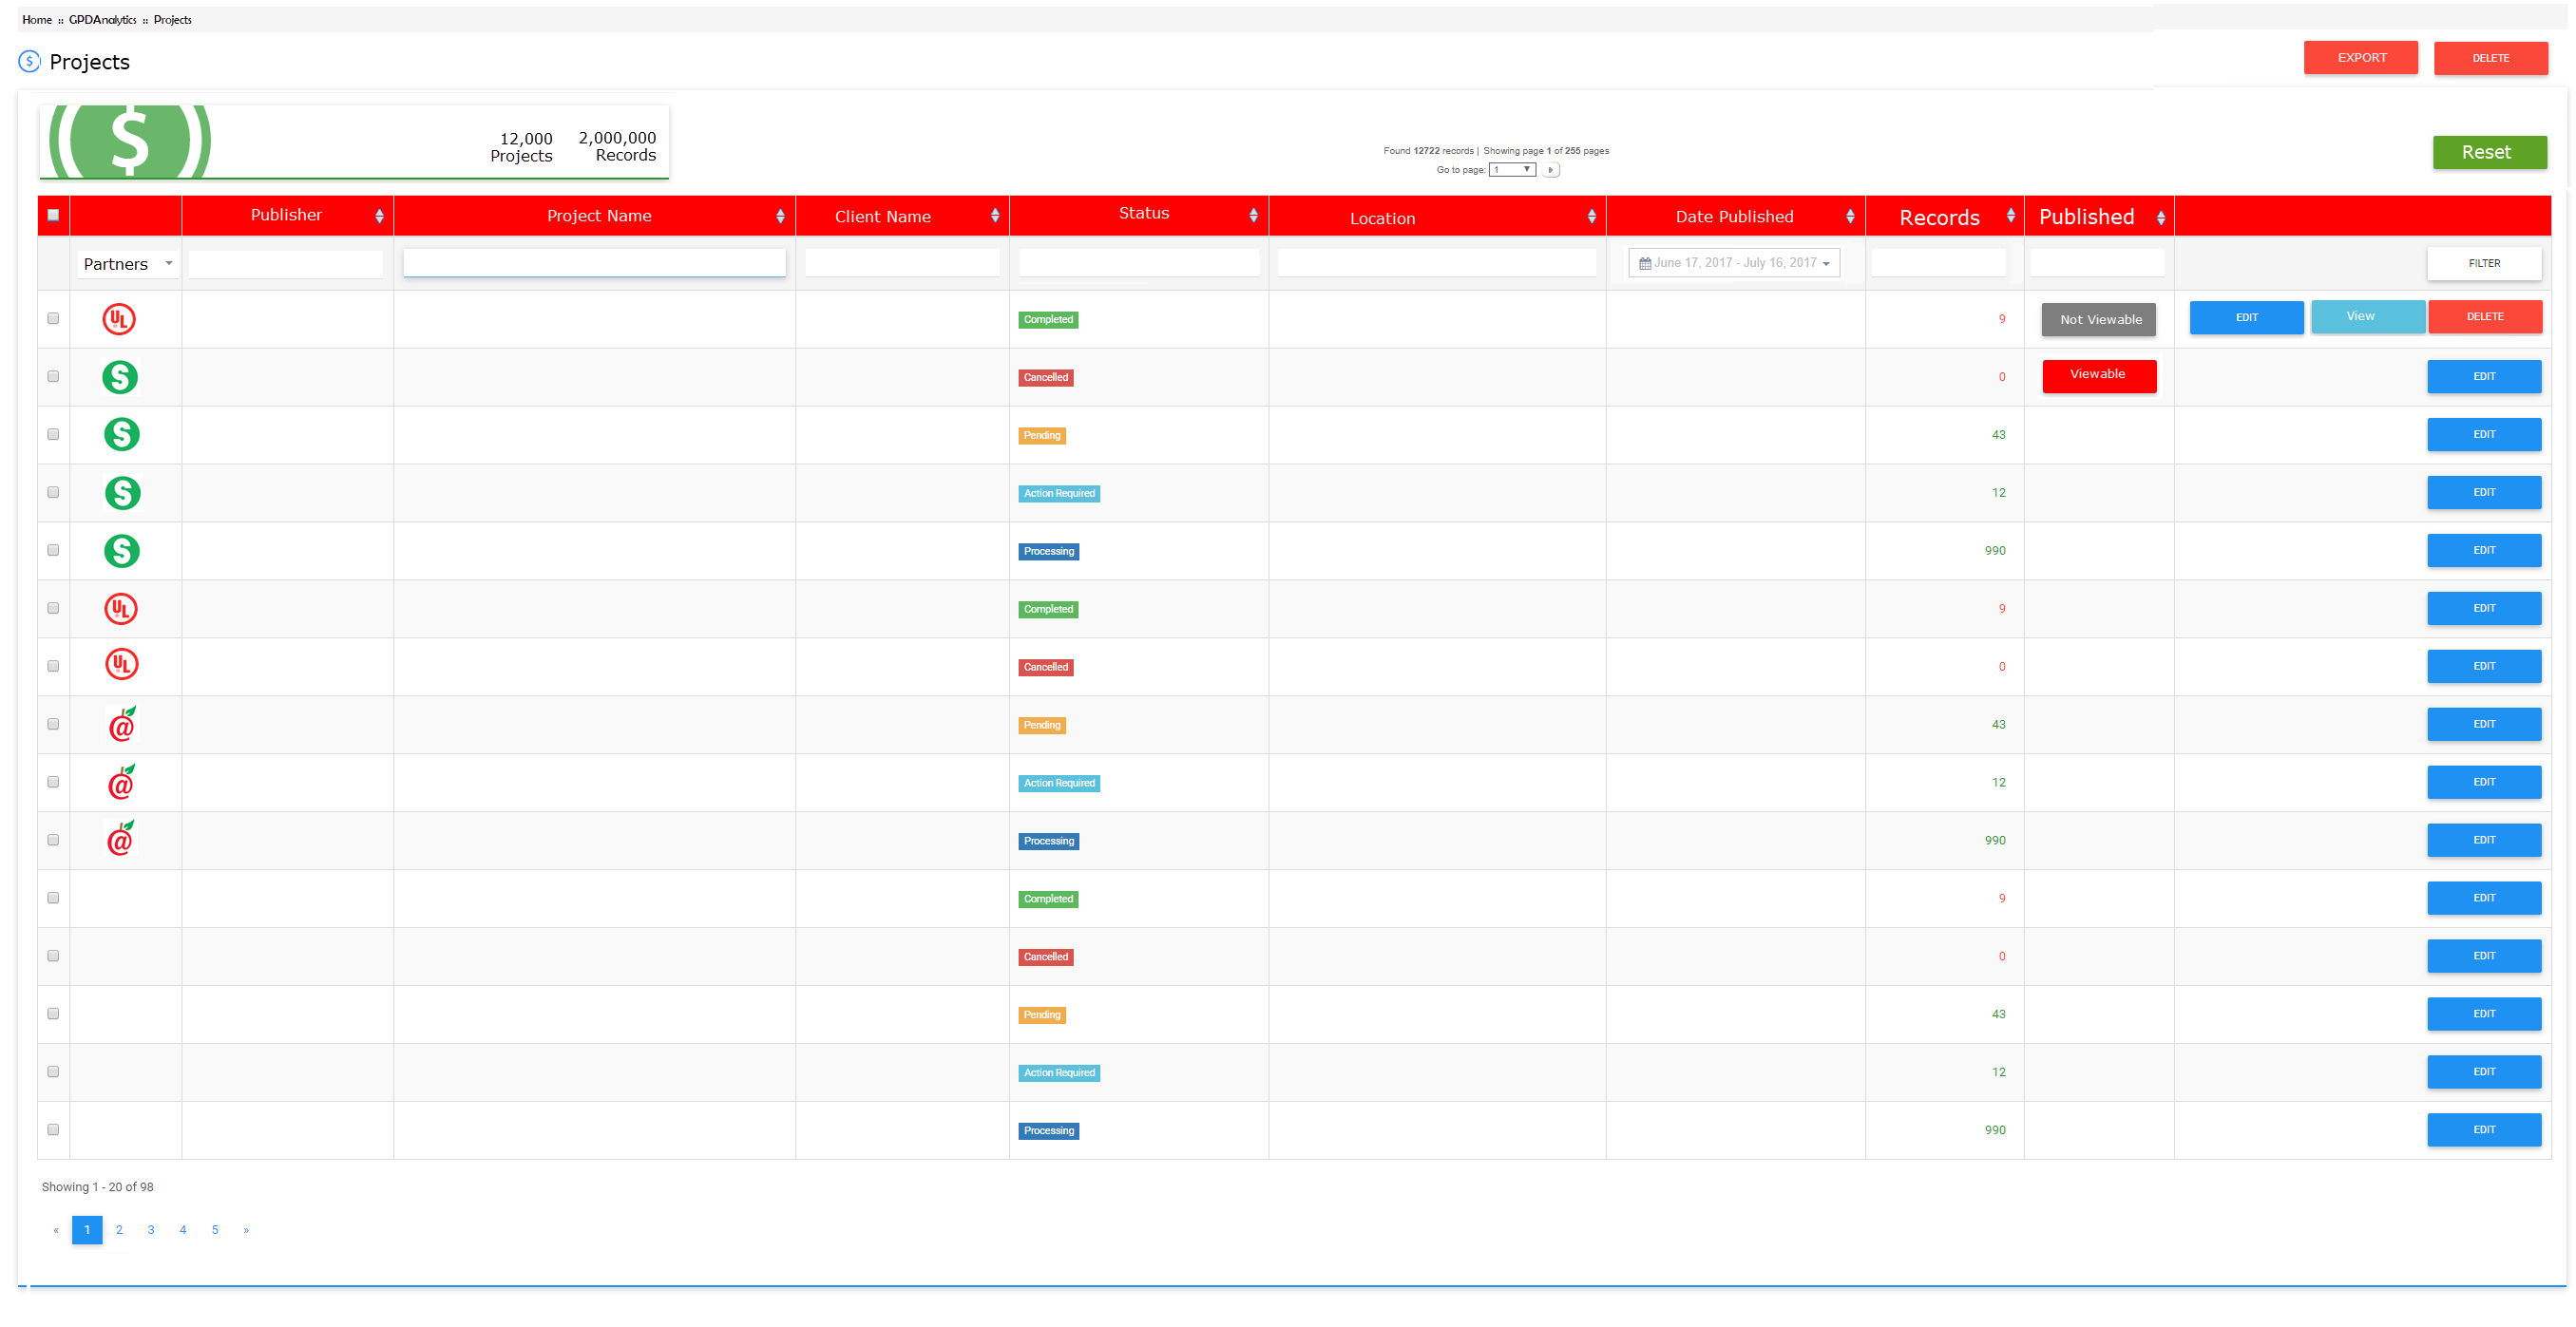 Home :: GPDAnalytics :: Projects
$ Projects
EXPORT DELETE
$
12,000 2,000,000
Projects Records
Found 12722 records | Showing page 1 of 255 pages
Go to page: 1
Reset
Publisher Project Name Client Name Status Location Date Published Records Published
Partners June 17, 2017 - July 16, 2017 FILTER
UL Completed 9 Not Viewable EDIT View DELETE
S Cancelled 0 Viewable EDIT
S Pending 43 EDIT
S Action Required 12 EDIT
S Processing 990 EDIT
UL Completed 9 EDIT
UL Cancelled 0 EDIT
@ Pending 43 EDIT
@ Action Required 12 EDIT
@ Processing 990 EDIT
Completed 9 EDIT
Cancelled 0 EDIT
Pending 43 EDIT
Action Required 12 EDIT
Processing 990 EDIT
Showing 1 - 20 of 98
« 1 2 3 4 5 »